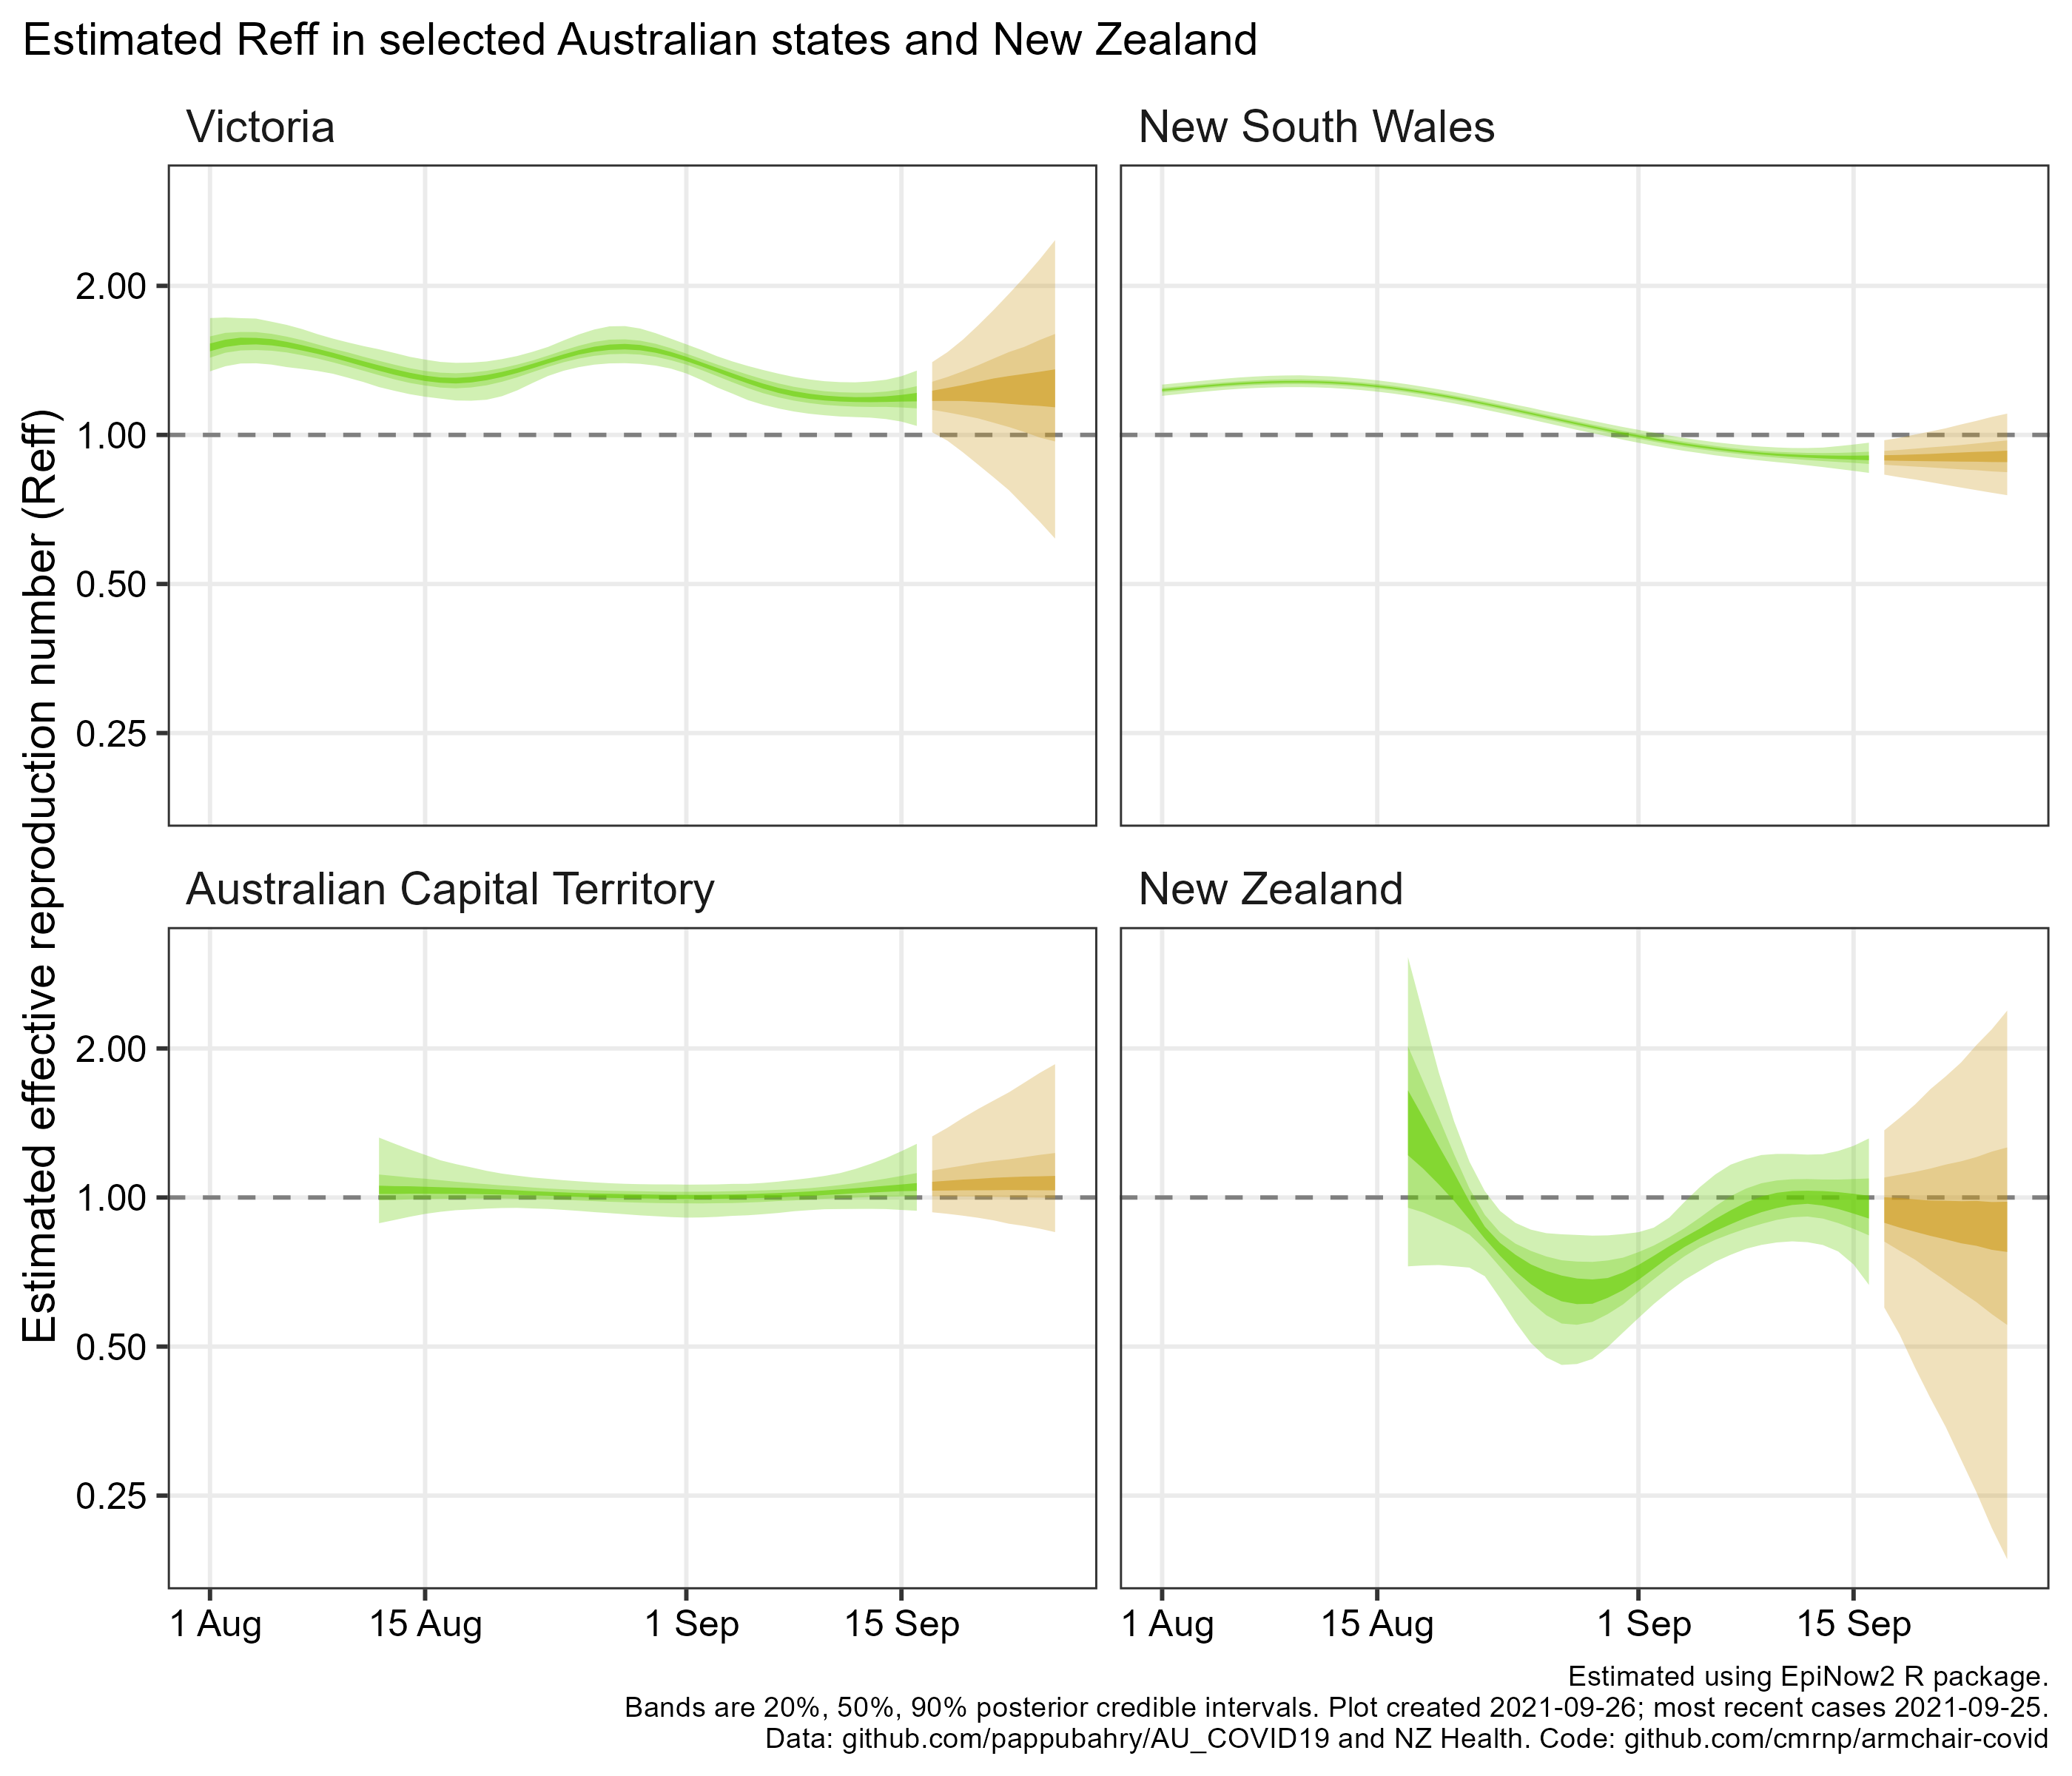 Estimated Reff in selected Australian states and New Zealand
Victoria
New South Wales
Estimated effective reproduction number (Reff)
2.00
1.00
0.50
0.25
Australian Capital Territory
New Zealand
2.00
1.00
0.50
0.25
1 Aug 15 Aug 1 Sep 15 Sep
1 Aug 15 Aug 1 Sep 15 Sep
Estimated using EpiNow2 R package.
Bands are 20%, 50%, 90% posterior credible intervals. Plot created 2021-09-26; most recent cases 2021-09-25.
Data: github.com/pappubahry/AU_COVID19 and NZ Health. Code: github.com/cmrnp/armchair-covid